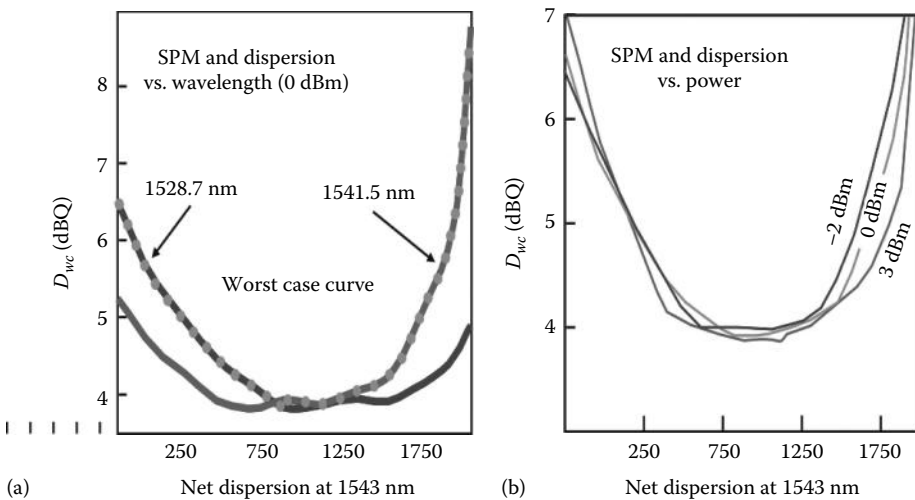 SPM and dispersion
vs. wavelength (0 dBm)
8
7
6
5
4
D_wc (dBQ)
1528.7 nm
1541.5 nm
Worst case curve
250
750
1250
1750
(a)
Net dispersion at 1543 nm
SPM and dispersion
vs. power
7
6
5
4
D_wc (dBQ)
–2 dBm
0 dBm
3 dBm
250
750
1250
1750
(b)
Net dispersion at 1543 nm